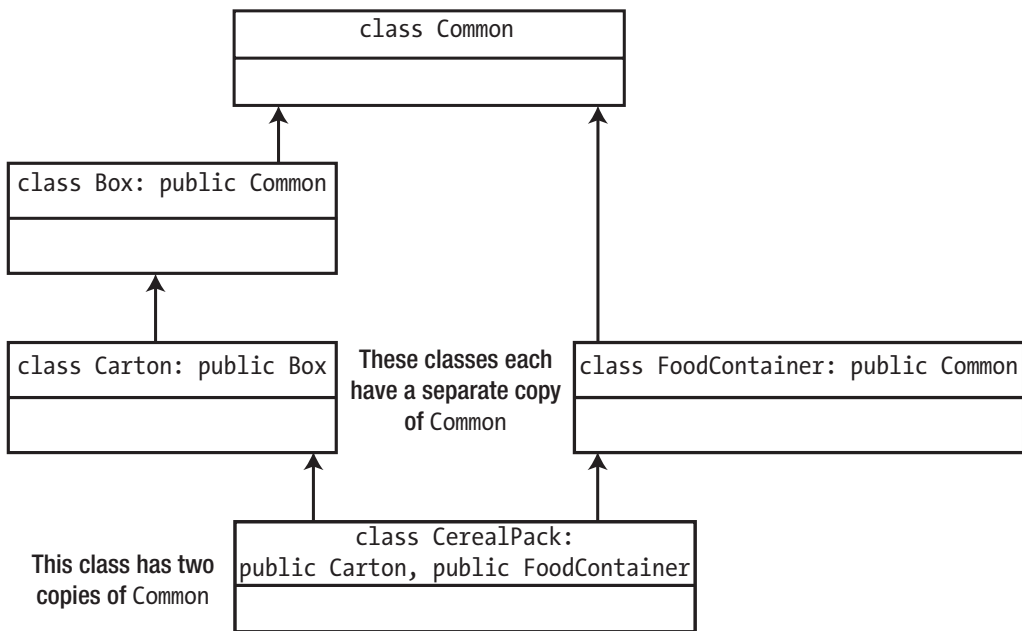 class Common
class Box: public Common
class Carton: public Box
These classes each
have a separate copy
of Common
class FoodContainer: public Common
This class has two
copies of Common
class CerealPack:
public Carton, public FoodContainer